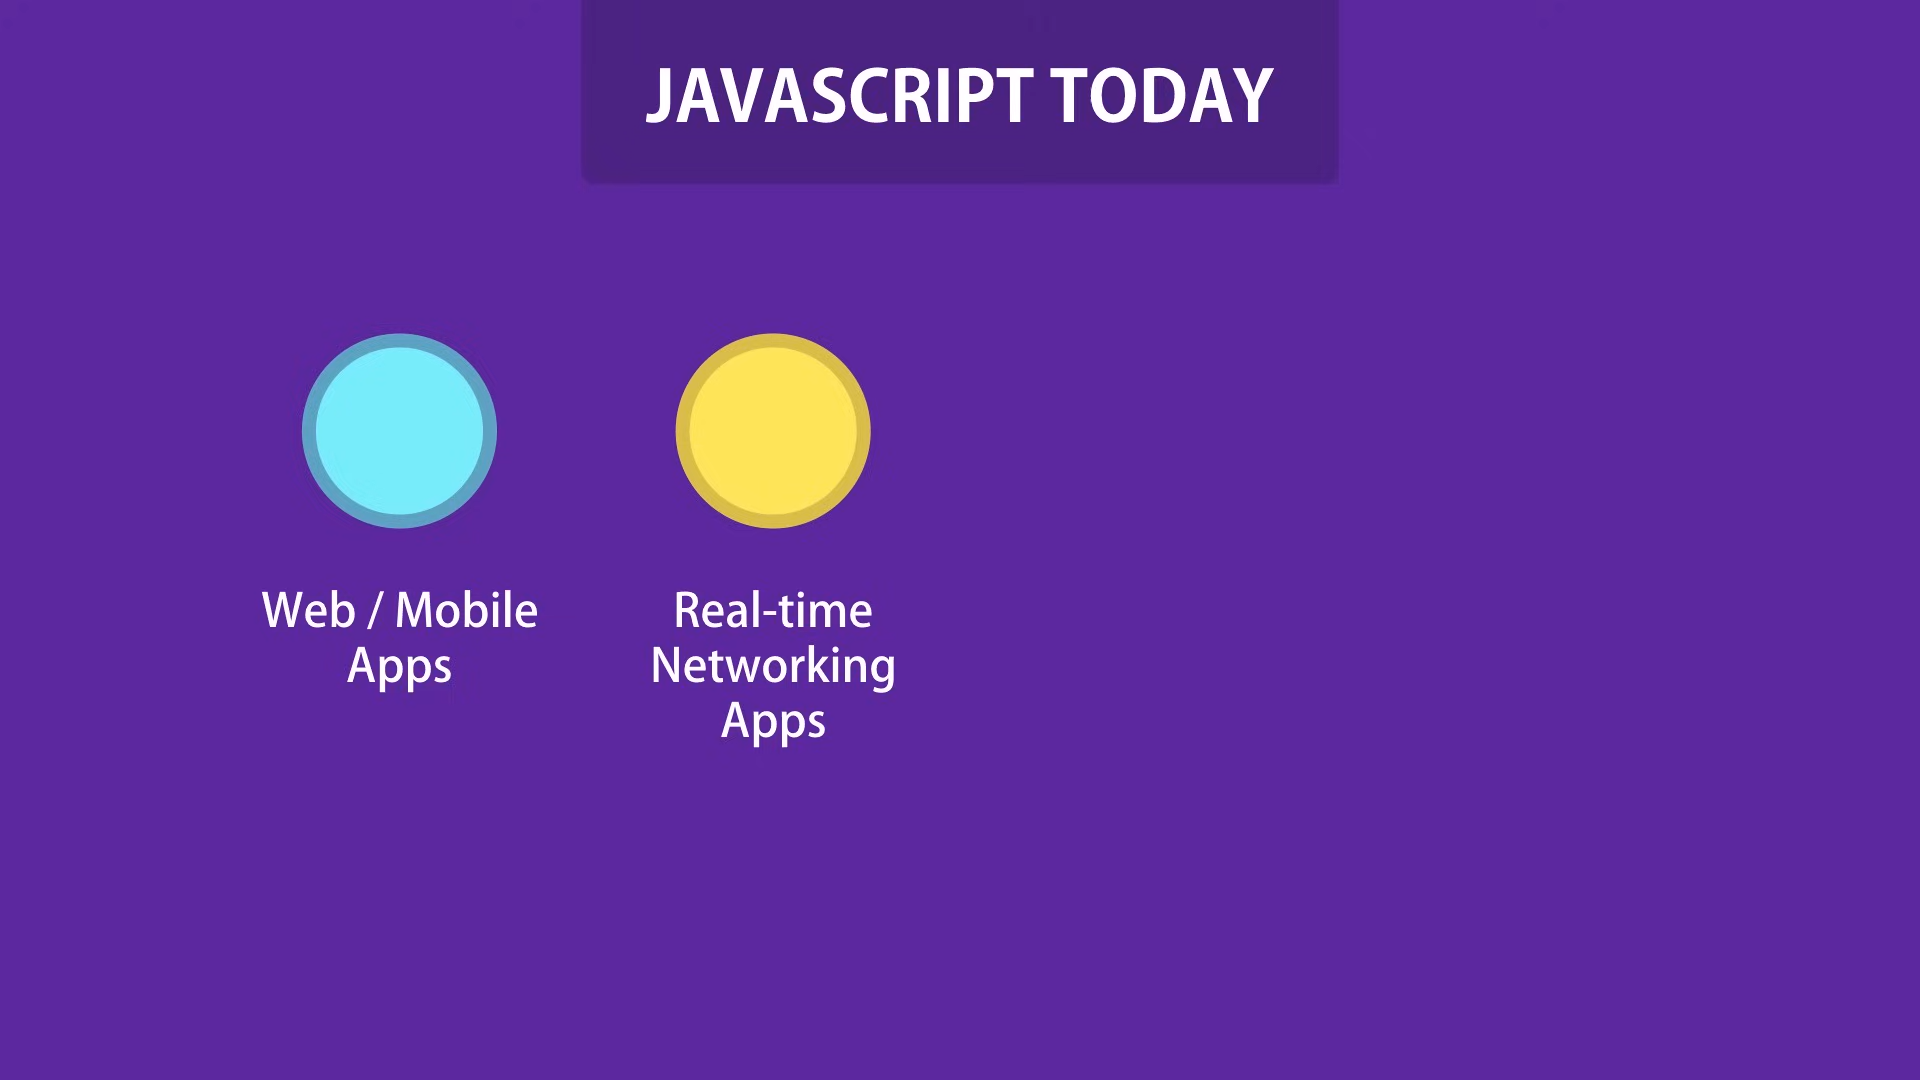 JAVASCRIPT TODAY
Web / Mobile
Apps
Real-time
Networking
Apps